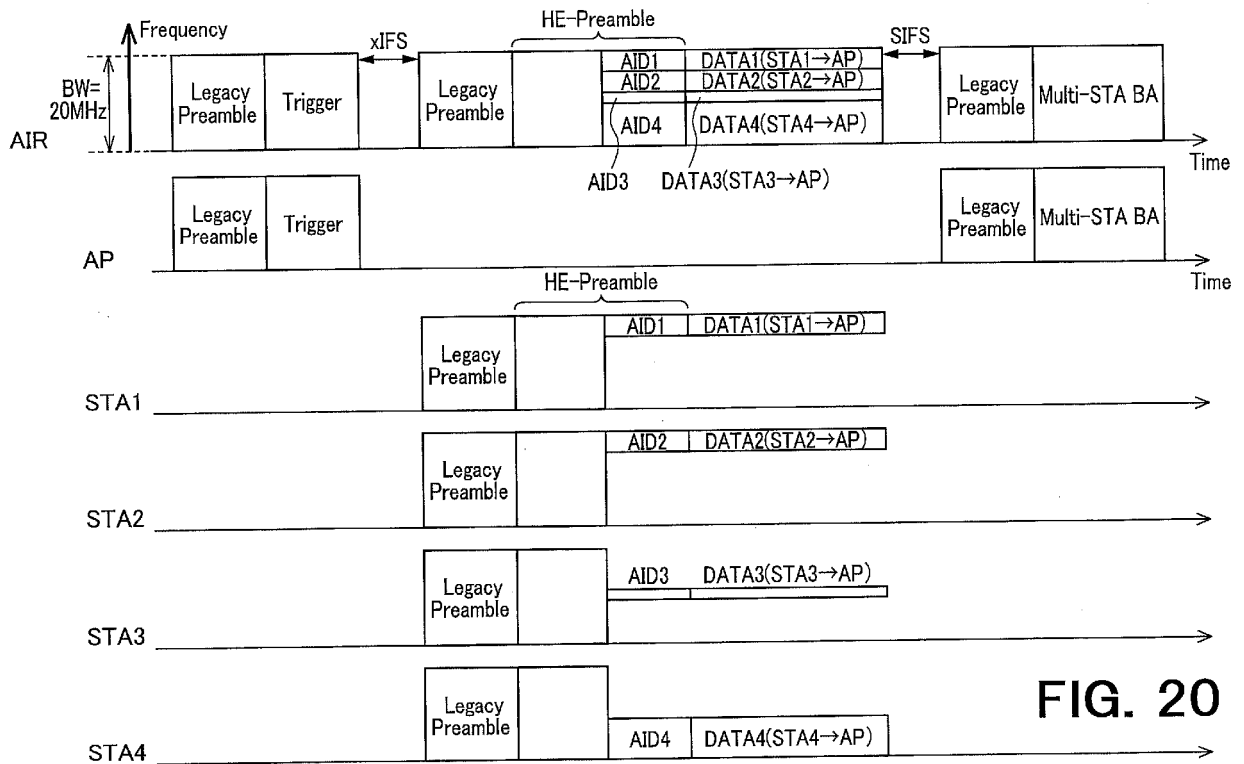 HE-Preamble
Frequency
xIFS
SIFS
BW=
20MHz
Legacy
Preamble
Trigger
Legacy
Preamble
AID1
DATA1(STA1→AP)
AID2
DATA2(STA2→AP)
AID4
DATA4(STA4→AP)
Legacy
Preamble
Multi-STA BA
AIR
Time
AID3
DATA3(STA3→AP)
Legacy
Preamble
Trigger
Legacy
Preamble
Multi-STA BA
AP
Time
HE-Preamble
Legacy
Preamble
AID1
DATA1(STA1→AP)
STA1
Legacy
Preamble
AID2
DATA2(STA2→AP)
STA2
Legacy
Preamble
AID3
DATA3(STA3→AP)
STA3
Legacy
Preamble
AID4
DATA4(STA4→AP)
STA4
FIG. 20